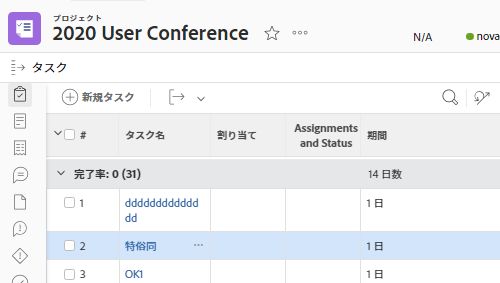 プロジェクト
2020 User Conference
N/A
nova
タスク
新規タスク
# タスク名 割り当て Assignments and Status 期間
完了率: 0 (31) 14 日数
1 dddddddddddddd 1 日
2 特俗同 1 日
3 OK1 1 日